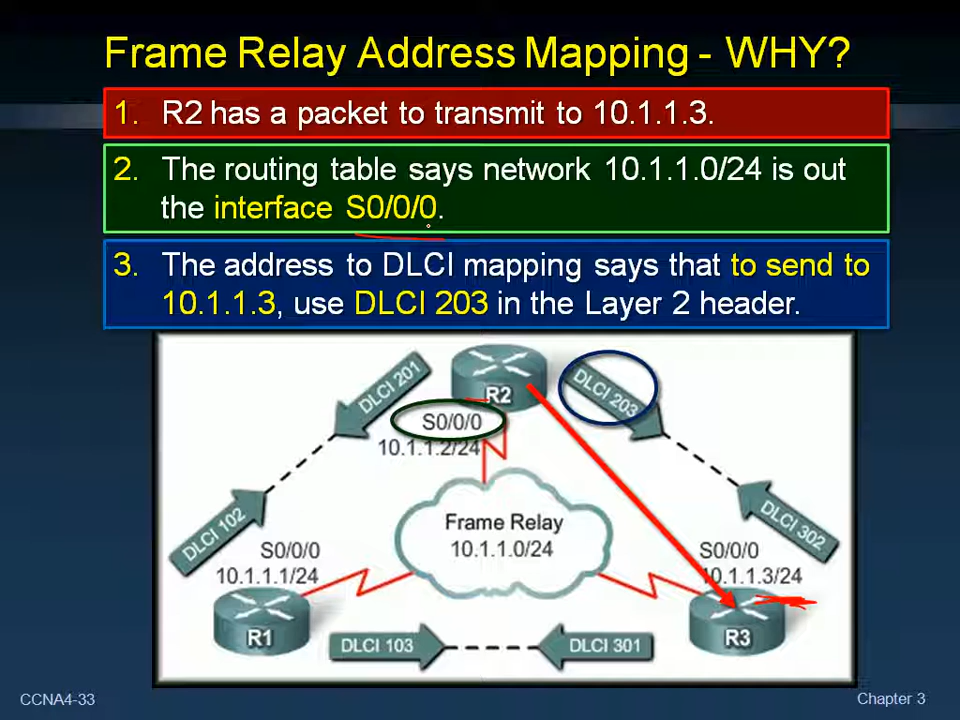 Frame Relay Address Mapping - WHY?
1. R2 has a packet to transmit to 10.1.1.3.
2. The routing table says network 10.1.1.0/24 is out
the interface S0/0/0.
3. The address to DLCI mapping says that to send to
10.1.1.3, use DLCI 203 in the Layer 2 header.
DLCI 201
R2
DLCI 203
S0/0/0
10.1.1.2/24
DLCI 102
Frame Relay
10.1.1.0/24
DLCI 302
S0/0/0
10.1.1.1/24
S0/0/0
10.1.1.3/24
R1
DLCI 103
DLCI 301
R3
CCNA4-33
Chapter 3